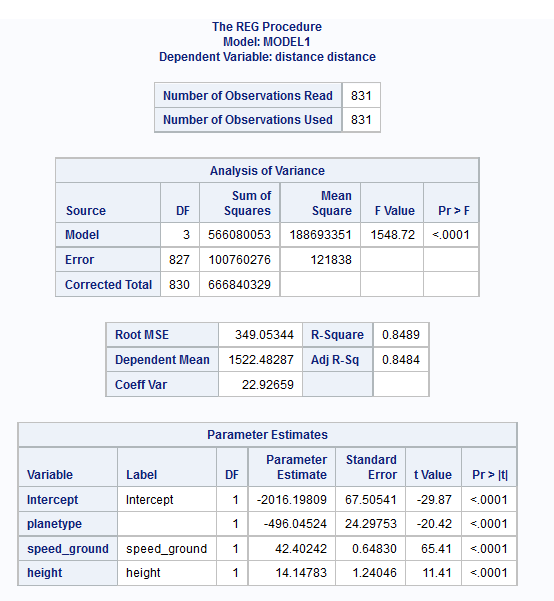 The REG Procedure
Model: MODEL1
Dependent Variable: distance distance
Number of Observations Read 831
Number of Observations Used 831
Analysis of Variance
Source DF Sum of Squares Mean Square F Value Pr > F
Model 3 566080053 188693351 1548.72 <.0001
Error 827 100760276 121838
Corrected Total 830 666840329
Root MSE 349.05344 R-Square 0.8489
Dependent Mean 1522.48287 Adj R-Sq 0.8484
Coeff Var 22.92659
Parameter Estimates
Variable Label DF Parameter Estimate Standard Error t Value Pr > |t|
Intercept Intercept 1 -2016.19809 67.50541 -29.87 <.0001
planetype 1 -496.04524 24.29753 -20.42 <.0001
speed_ground speed_ground 1 42.40242 0.64830 65.41 <.0001
height height 1 14.14783 1.24046 11.41 <.0001